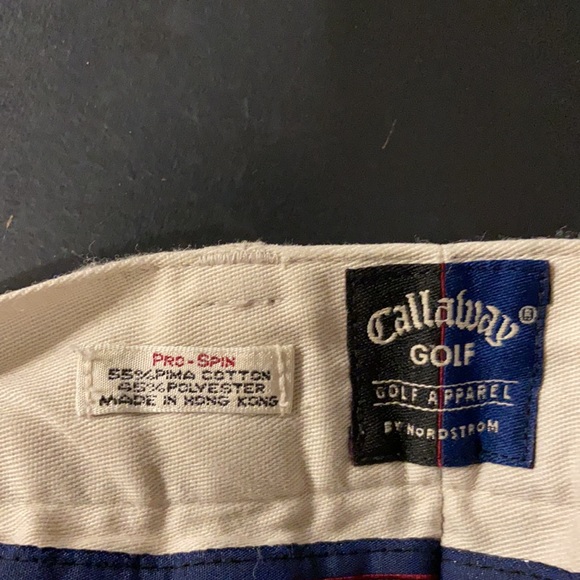 PRO-SPIN
55%PIMA COTTON
45%POLYESTER
MADE IN HONG KONG
Callaway®
GOLF
GOLF APPAREL
BY NORDSTROM